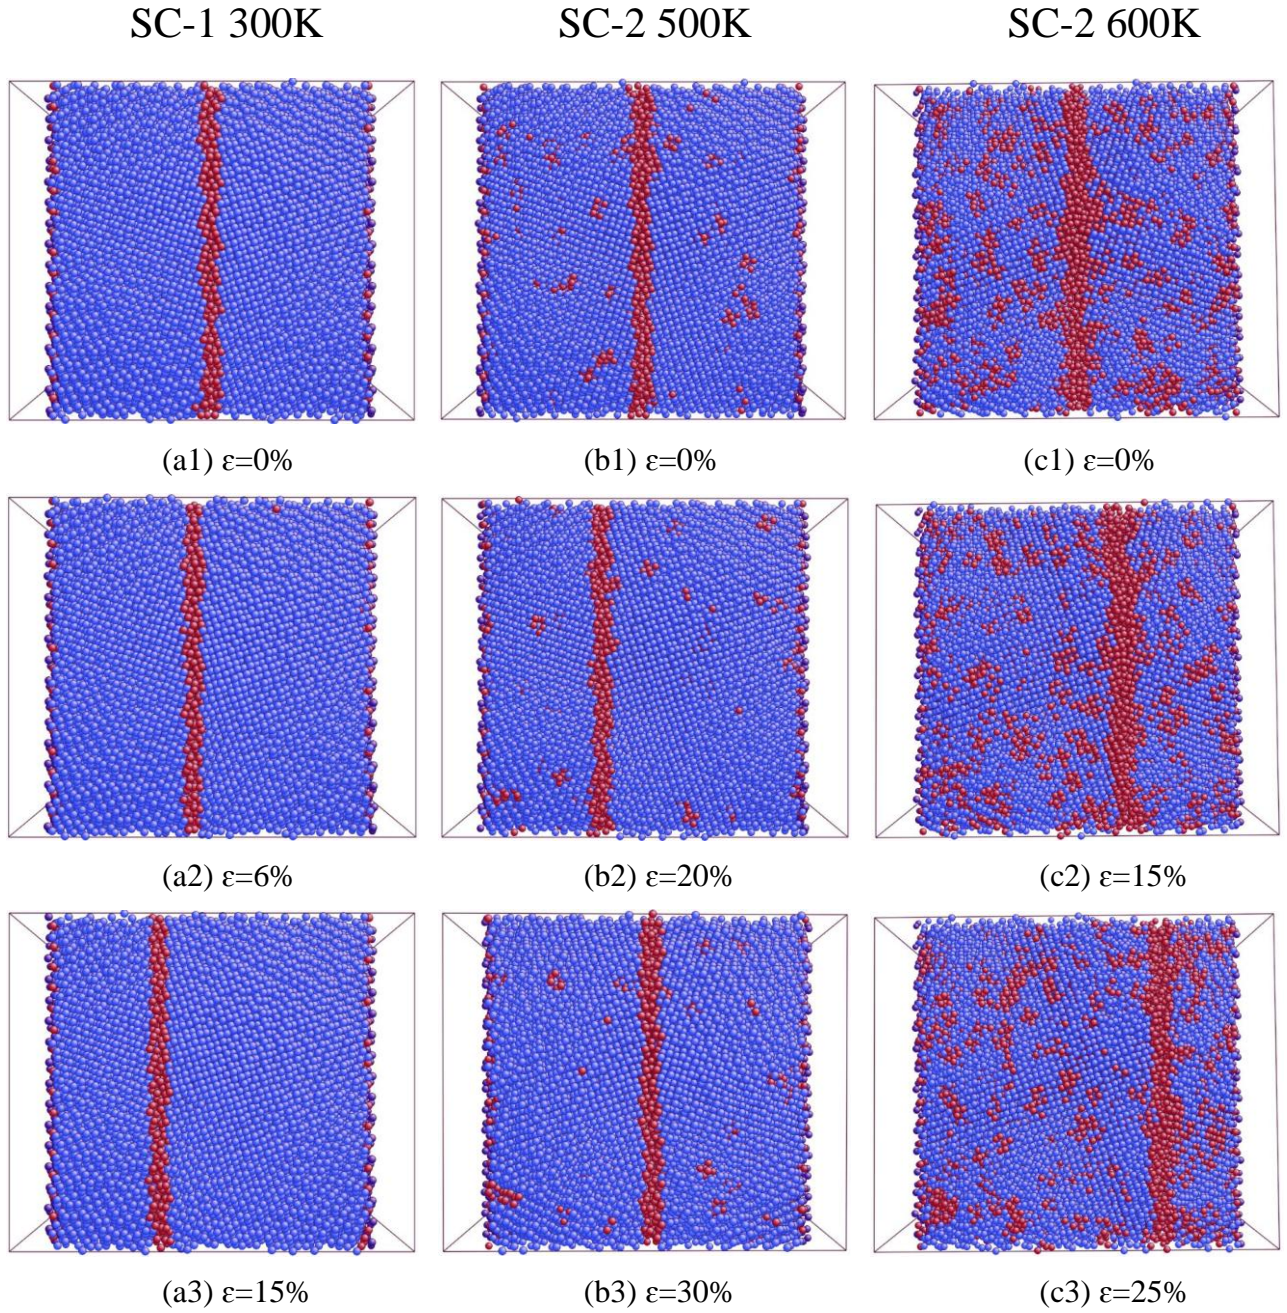 SC-1 300K SC-2 500K SC-2 600K
(a1) ε=0% (b1) ε=0% (c1) ε=0%
(a2) ε=6% (b2) ε=20% (c2) ε=15%
(a3) ε=15% (b3) ε=30% (c3) ε=25%